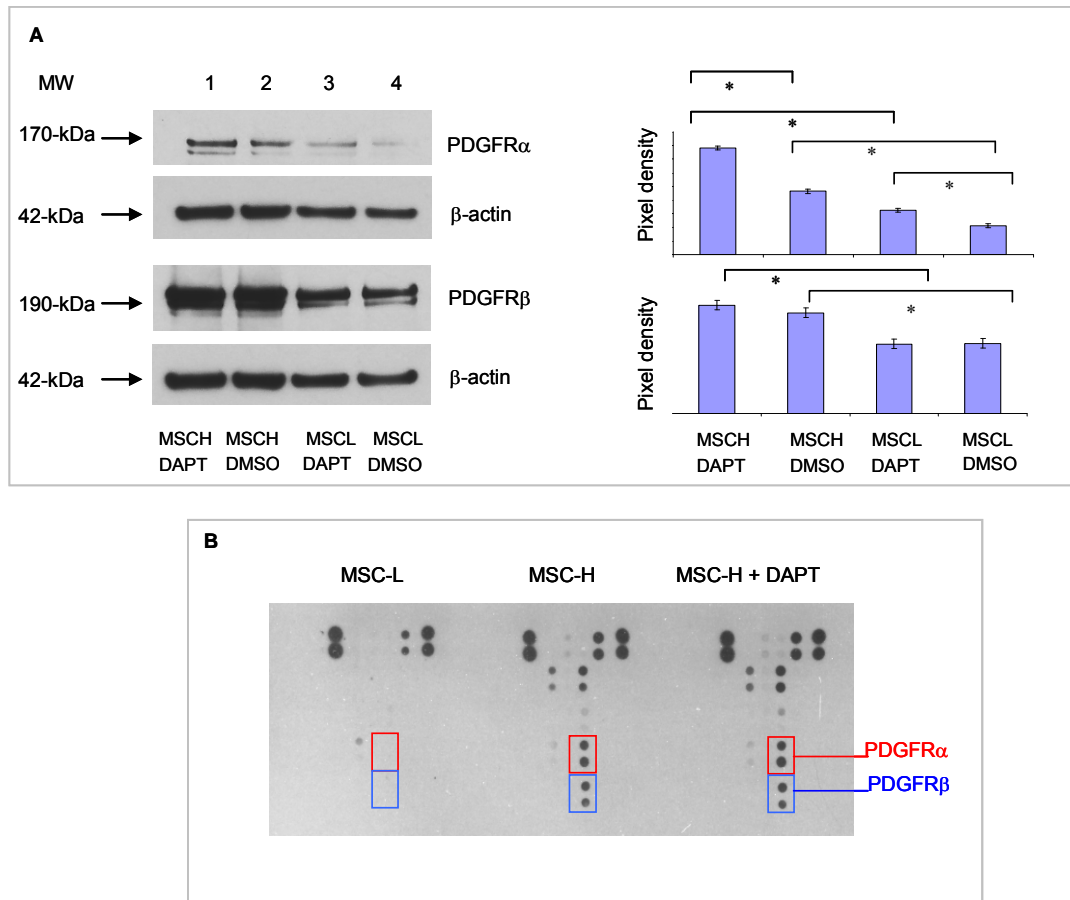 A
MW 1 2 3 4
170-kDa PDGFRα
42-kDa β-actin
190-kDa PDGFRβ
42-kDa β-actin
MSCH MSCH MSCL MSCL
DAPT DMSO DAPT DMSO
*
*
*
*
Pixel density
*
*
Pixel density
MSCH MSCH MSCL MSCL
DAPT DMSO DAPT DMSO
B
MSC-L MSC-H MSC-H + DAPT
PDGFRα
PDGFRβ